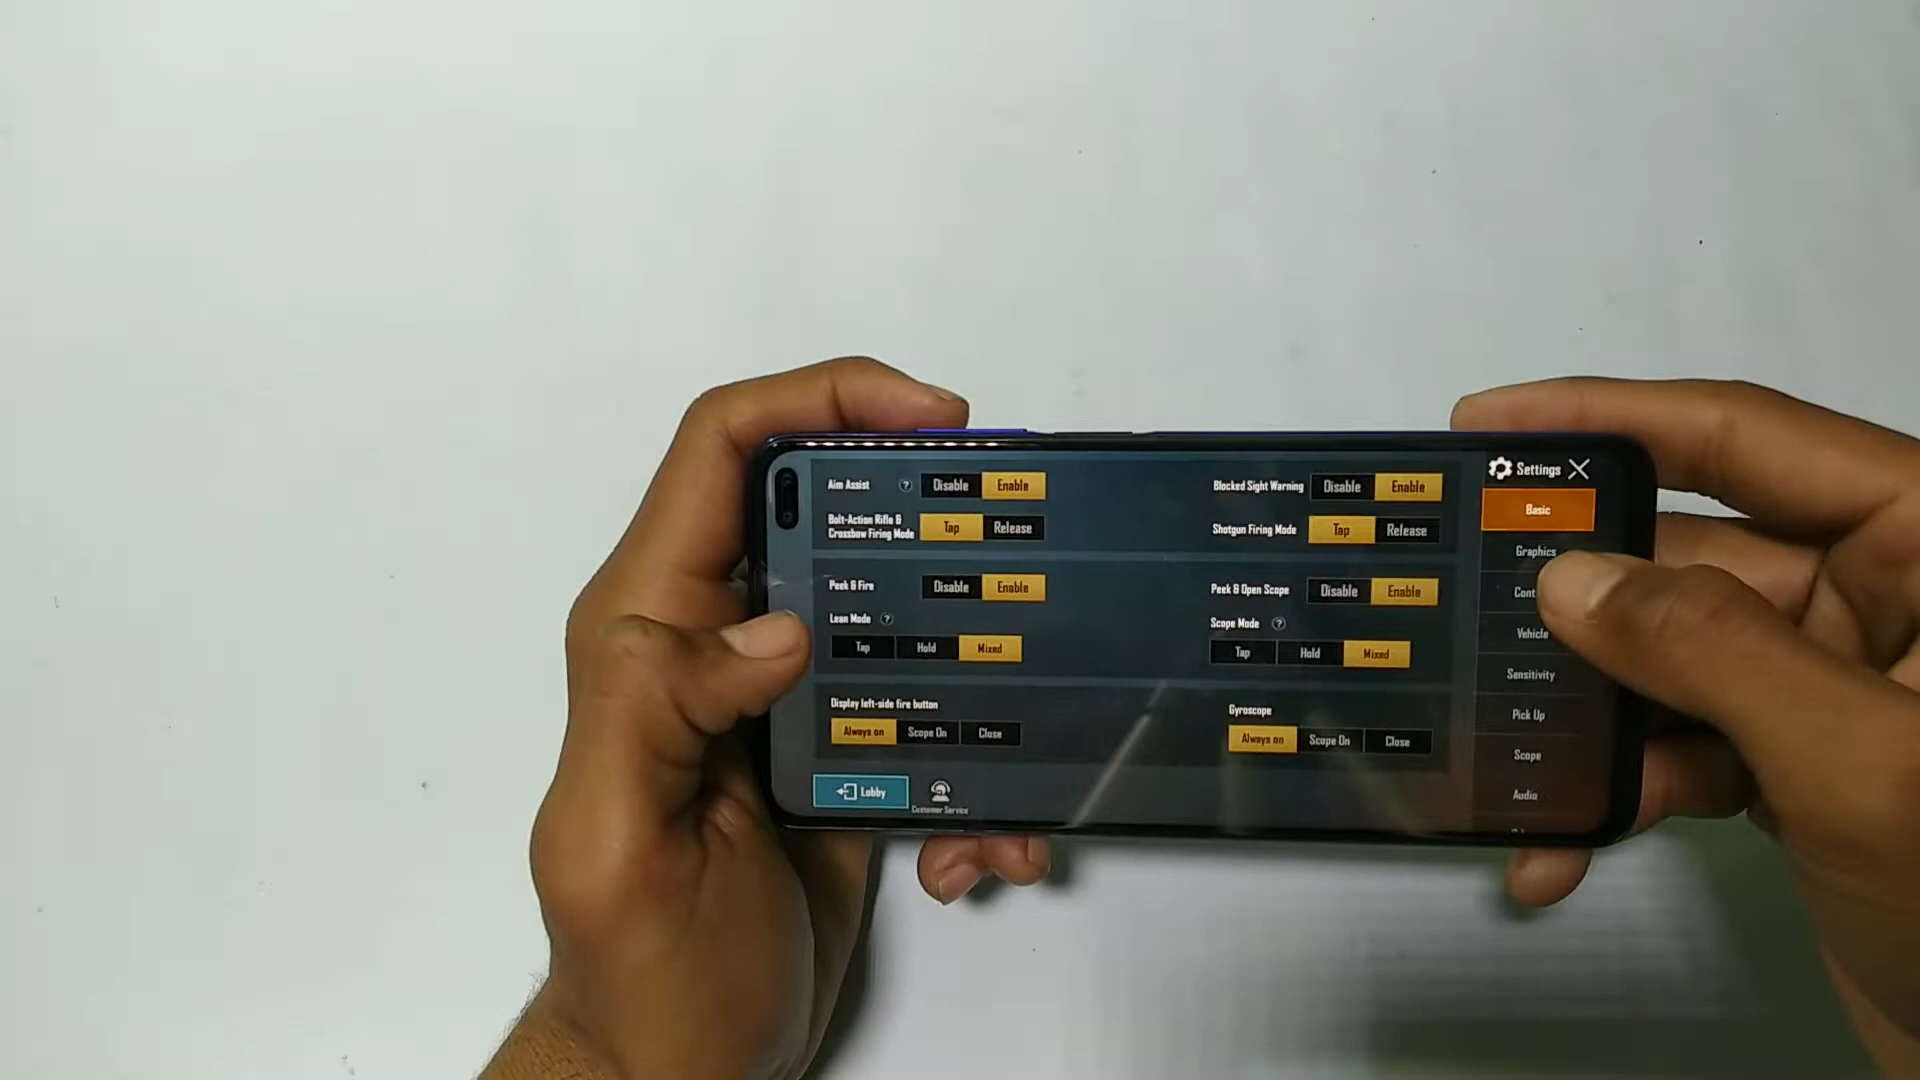 Aim Assist ? Disable Enable
Blocked Sight Warning Disable Enable
Bolt-Action Rifle &
Crossbow Firing Mode Tap Release
Shotgun Firing Mode Tap Release
Peek & Fire Disable Enable
Peek & Open Scope Disable Enable
Lean Mode ?
Tap Hold Mixed
Scope Mode ?
Tap Hold Mixed
Display left-side fire button
Always on Scope On Close
Gyroscope
Always on Scope On Close
Lobby
Customer Service
Settings
Basic
Graphics
Cont
Vehicle
Sensitivity
Pick Up
Scope
Audio